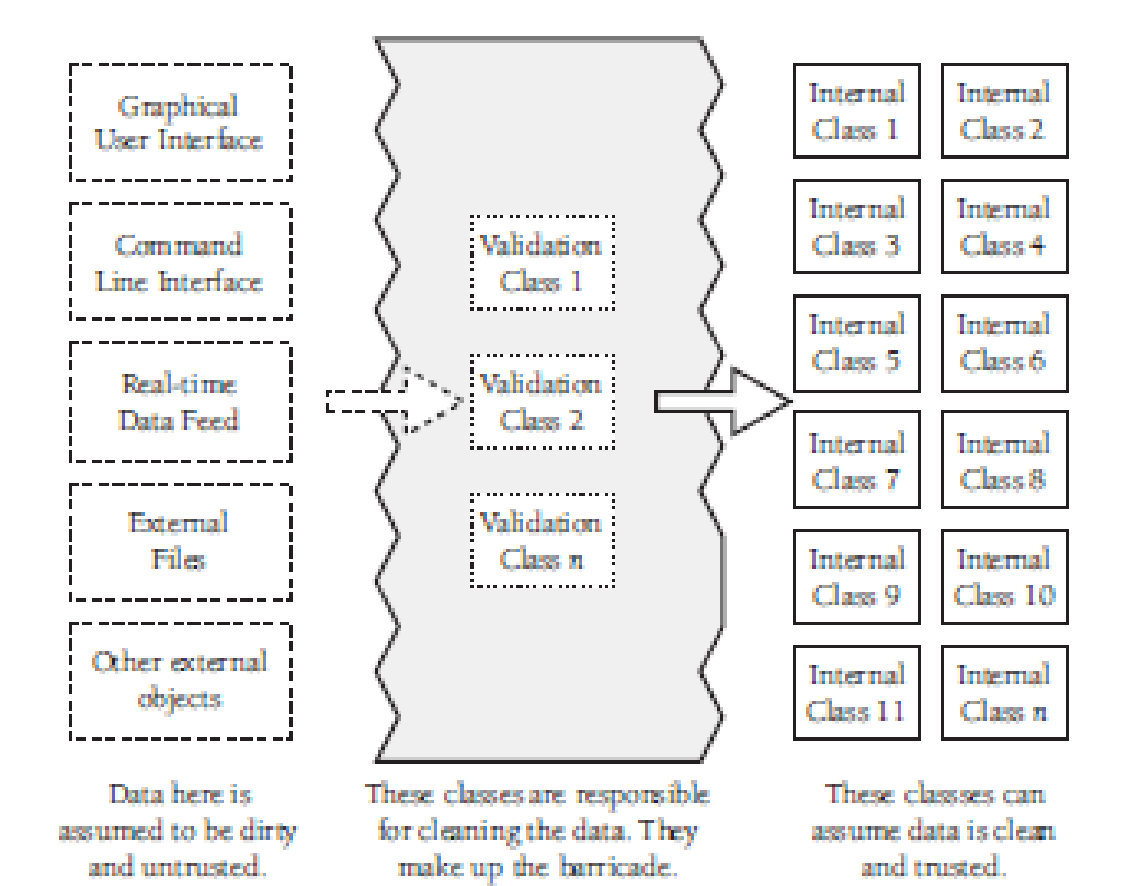 Graphical
User Interface
Command
Line Interface
Real-time
Data Feed
External
Files
Other external
objects
Data here is
assumed to be dirty
and untrusted.
Validation
Class 1
Validation
Class 2
Validation
Class n
These classes are responsible
for cleaning the data. They
make up the barricade.
Internal
Class 1
Internal
Class 2
Internal
Class 3
Internal
Class 4
Internal
Class 5
Internal
Class 6
Internal
Class 7
Internal
Class 8
Internal
Class 9
Internal
Class 10
Internal
Class 11
Internal
Class n
These classses can
assume data is clean
and trusted.